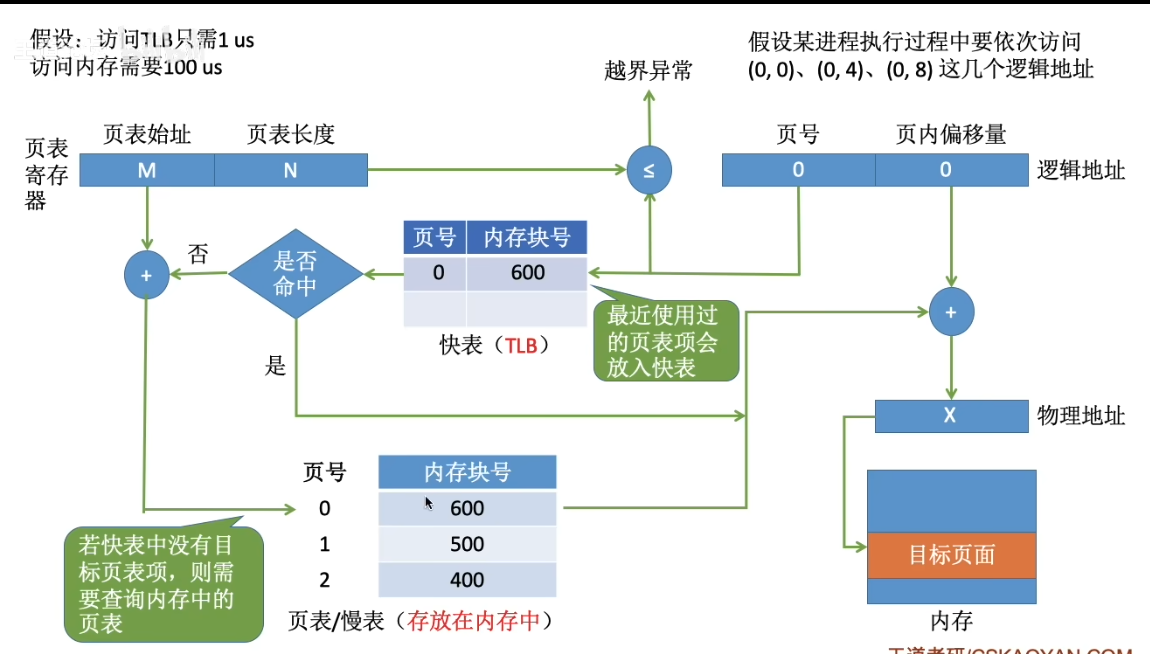 假设：访问TLB只需1 us
访问内存需要100 us
假设某进程执行过程中要依次访问
(0, 0)、(0, 4)、(0, 8) 这几个逻辑地址
越界异常
页表始址
页表长度
页号
页内偏移量
页表
寄存
器
M
N
≤
0
0
逻辑地址
页号
内存块号
0
600
快表（TLB）
是否
命中
否
是
+
+
最近使用过
的页表项会
放入快表
X
物理地址
页号
内存块号
0
600
1
500
2
400
页表/慢表（存放在内存中）
若快表中没有目
标页表项，则需
要查询内存中的
页表
目标页面
内存
王道考研/CSKAOYAN.COM